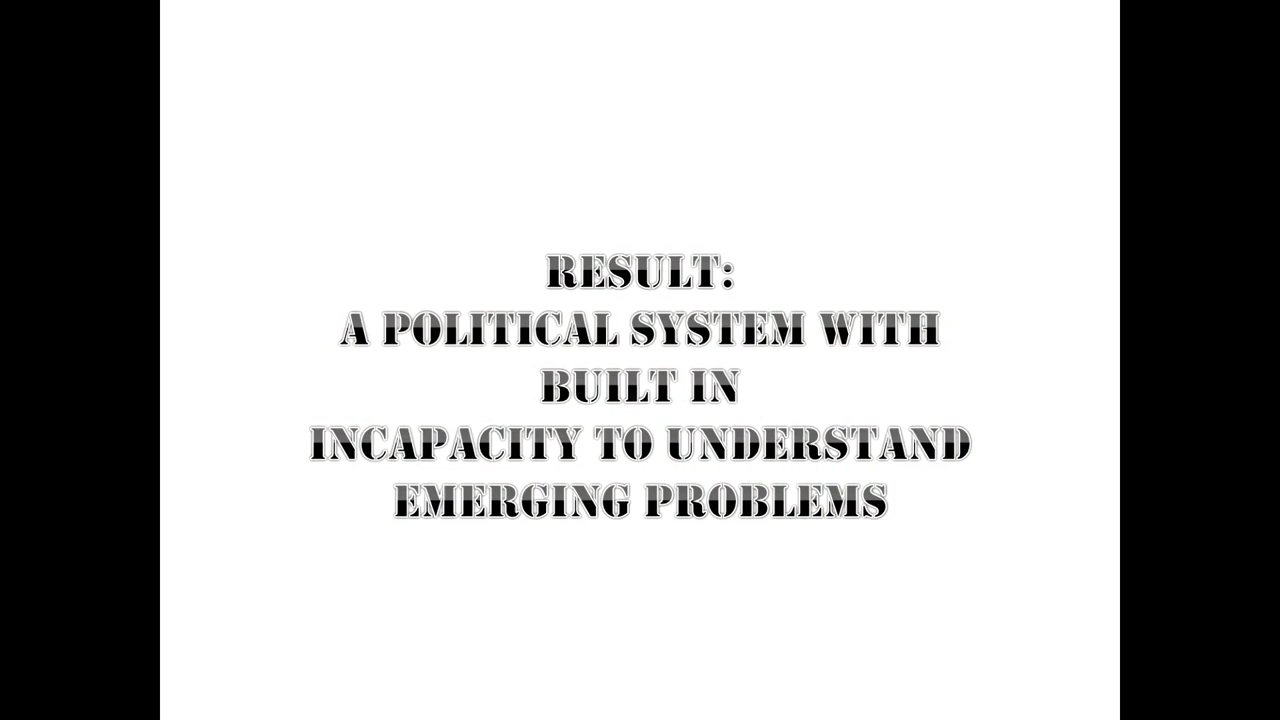 RESULT:
A POLITICAL SYSTEM WITH
BUILT IN
INCAPACITY TO UNDERSTAND
EMERGING PROBLEMS